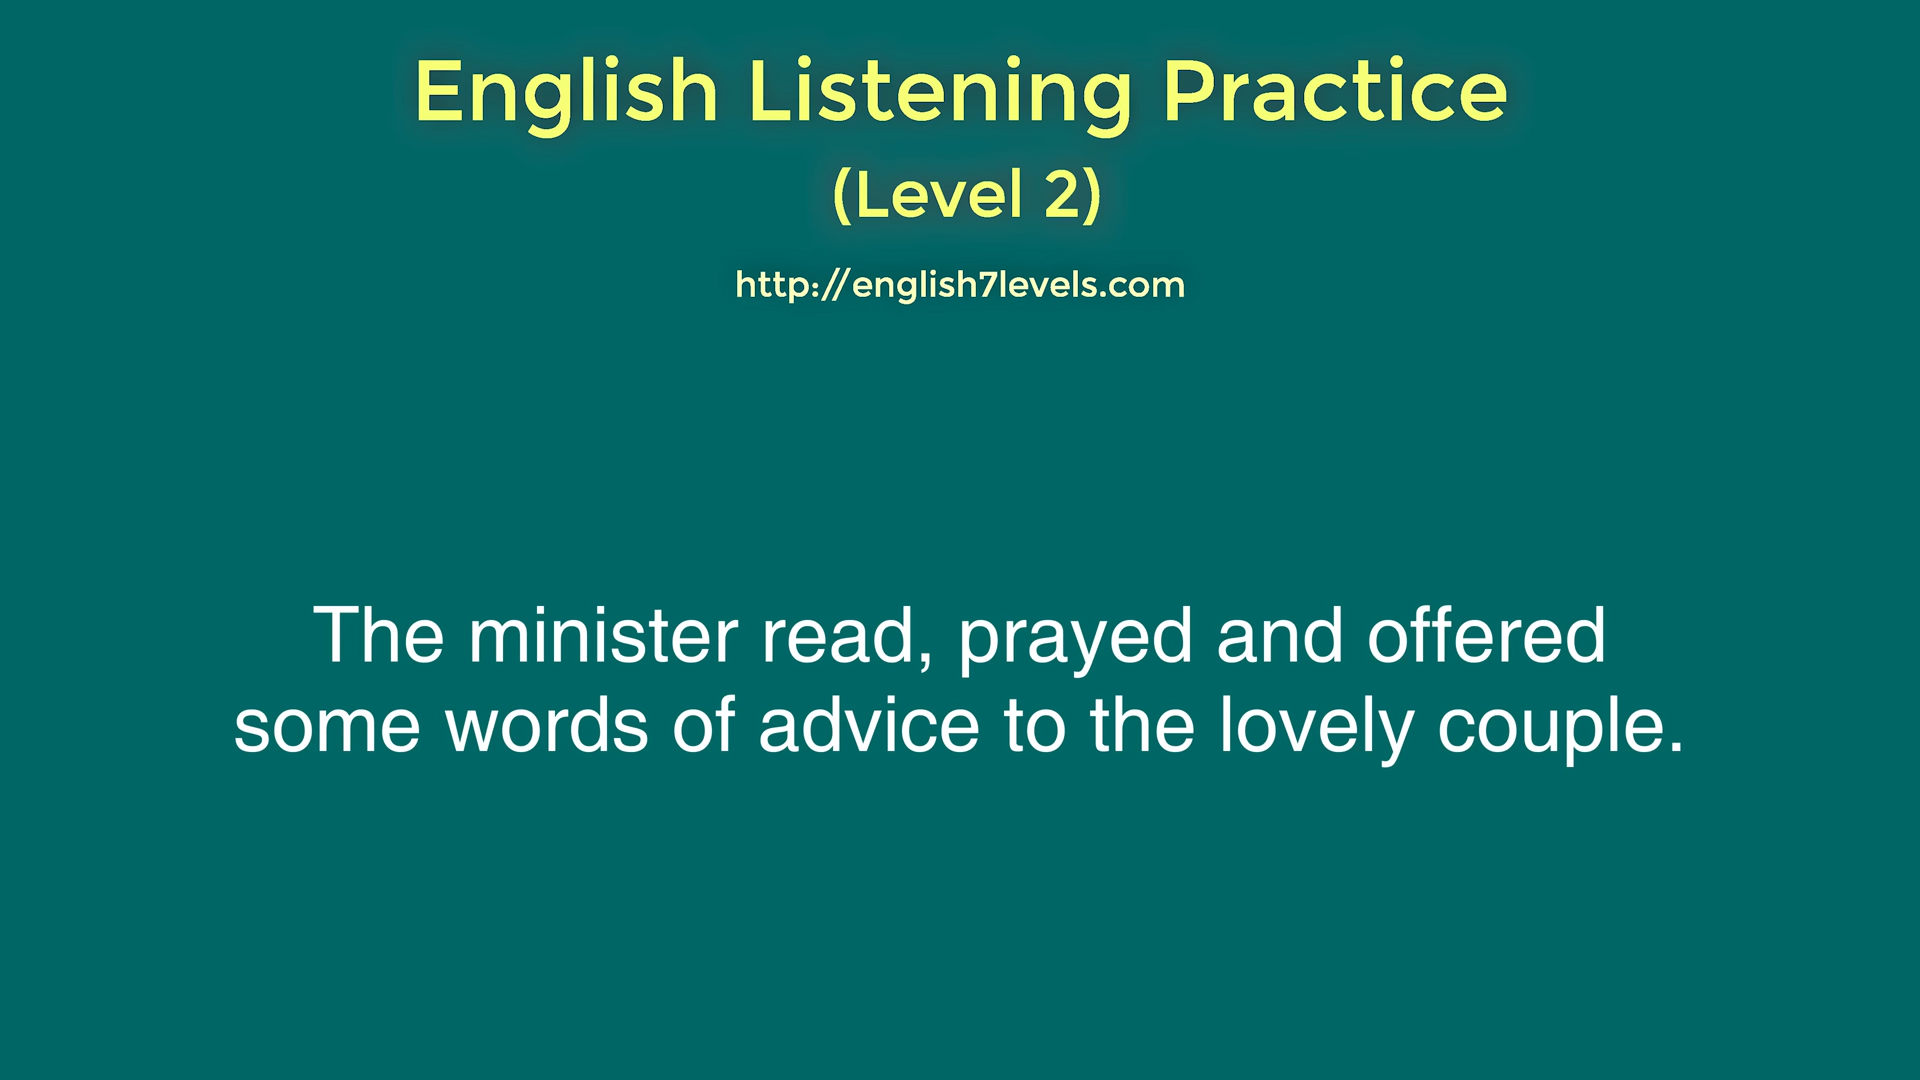 English Listening Practice
(Level 2)
http://english7levels.com
The minister read, prayed and offered
some words of advice to the lovely couple.